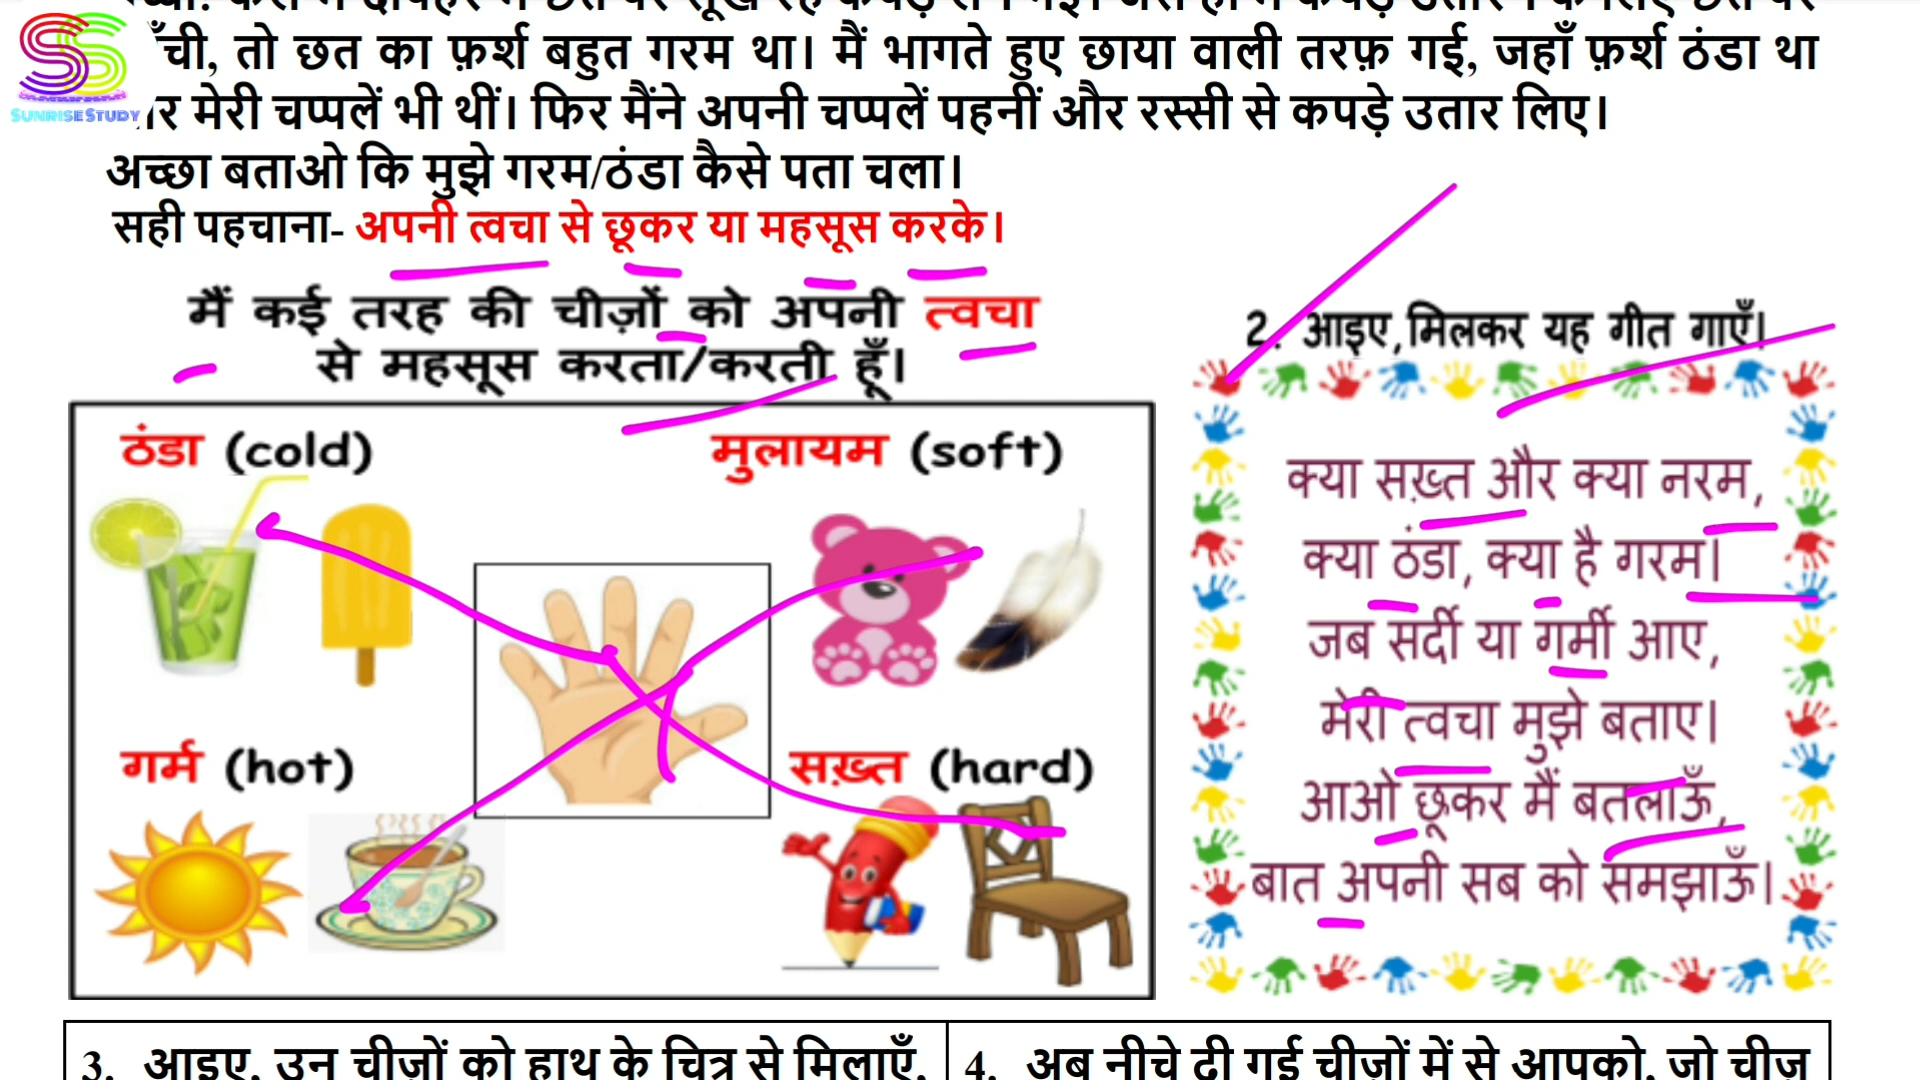 SUNRISESTUDY
तो छत का फ़र्श बहुत गरम था। मैं भागते हुए छाया वाली तरफ़ गई, जहाँ फ़र्श ठंडा था
मेरी चप्पलें भी थीं। फिर मैंने अपनी चप्पलें पहनीं और रस्सी से कपड़े उतार लिए।
अच्छा बताओ कि मुझे गरम/ठंडा कैसे पता चला।
सही पहचाना- अपनी त्वचा से छूकर या महसूस करके।
मैं कई तरह की चीज़ों को अपनी त्वचा
से महसूस करता/करती हूँ।
ठंडा (cold)
मुलायम (soft)
गर्म (hot)
सख़्त (hard)
2. आइए,मिलकर यह गीत गाएँ।
क्या सख़्त और क्या नरम,
क्या ठंडा, क्या है गरम।
जब सर्दी या गर्मी आए,
मेरी त्वचा मुझे बताए।
आओ छूकर मैं बतलाऊँ,
बात अपनी सब को समझाऊँ।
3. आइए, उन चीज़ों को हाथ के चित्र से मिलाएँ,
4. अब नीचे दी गई चीज़ों में से आपको, जो चीज़